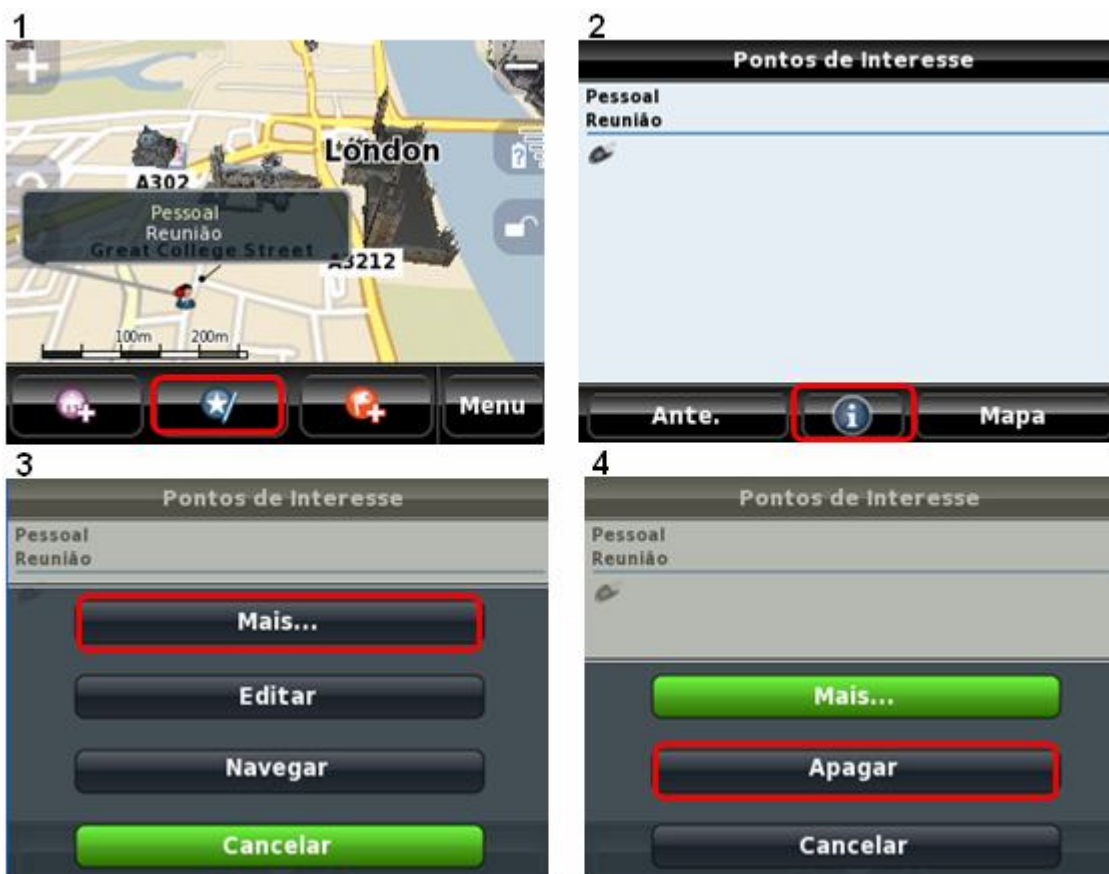 1
London
A302
Pessoal
Reunião
Great College Street
A3212
100m 200m
Menu
2
Pontos de Interesse
Pessoal
Reunião
Ante. Mapa
3
Pontos de Interesse
Pessoal
Reunião
Mais...
Editar
Navegar
Cancelar
4
Pontos de Interesse
Pessoal
Reunião
Mais...
Apagar
Cancelar